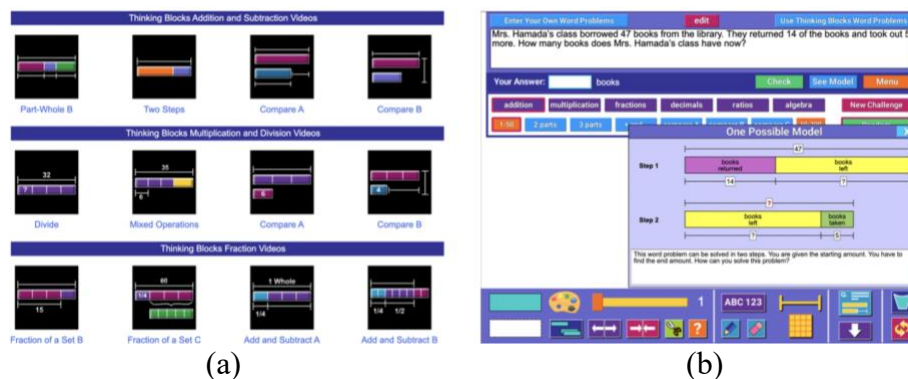 Thinking Blocks Addition and Subtraction Videos
Part-Whole B
Two Steps
Compare A
Compare B
Thinking Blocks Multiplication and Division Videos
32
?
35
6
6
4
Divide
Mixed Operations
Compare A
Compare B
Thinking Blocks Fraction Videos
15
1/4
60
1 Whole
1/4
1/4
1/2
Fraction of a Set B
Fraction of a Set C
Add and Subtract A
Add and Subtract B
(a)
Enter Your Own Word Problems
edit
Use Thinking Blocks Word Problems
Mrs. Hamada's class borrowed 47 books from the library. They returned 14 of the books and took out 5
more. How many books does Mrs. Hamada's class have now?
Your Answer:
books
Check
See Model
Menu
addition
multiplication
fractions
decimals
ratios
algebra
New Challenge
1-50
2 parts
3 parts
One Possible Model
X
47
Step 1
books returned
books left
14
?
?
Step 2
books left
books taken
?
5
This word problem can be solved in two steps. You are given the starting amount. You have to
find the end amount. How can you solve this problem?
1
ABC 123
?
(b)